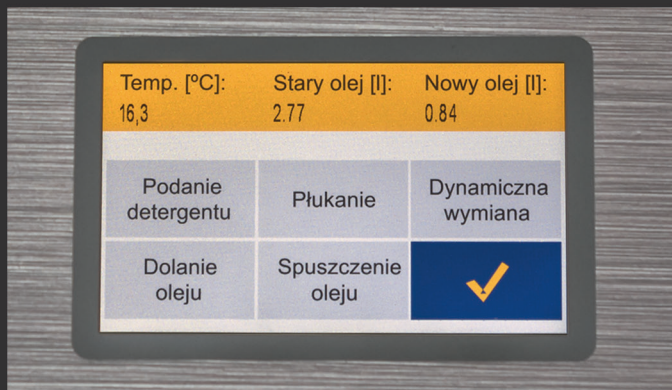 Temp. [ºC]: Stary olej [l]: Nowy olej [l]:
16,3 2.77 0.84
Podanie detergentu
Płukanie
Dynamiczna wymiana
Dolanie oleju
Spuszczenie oleju